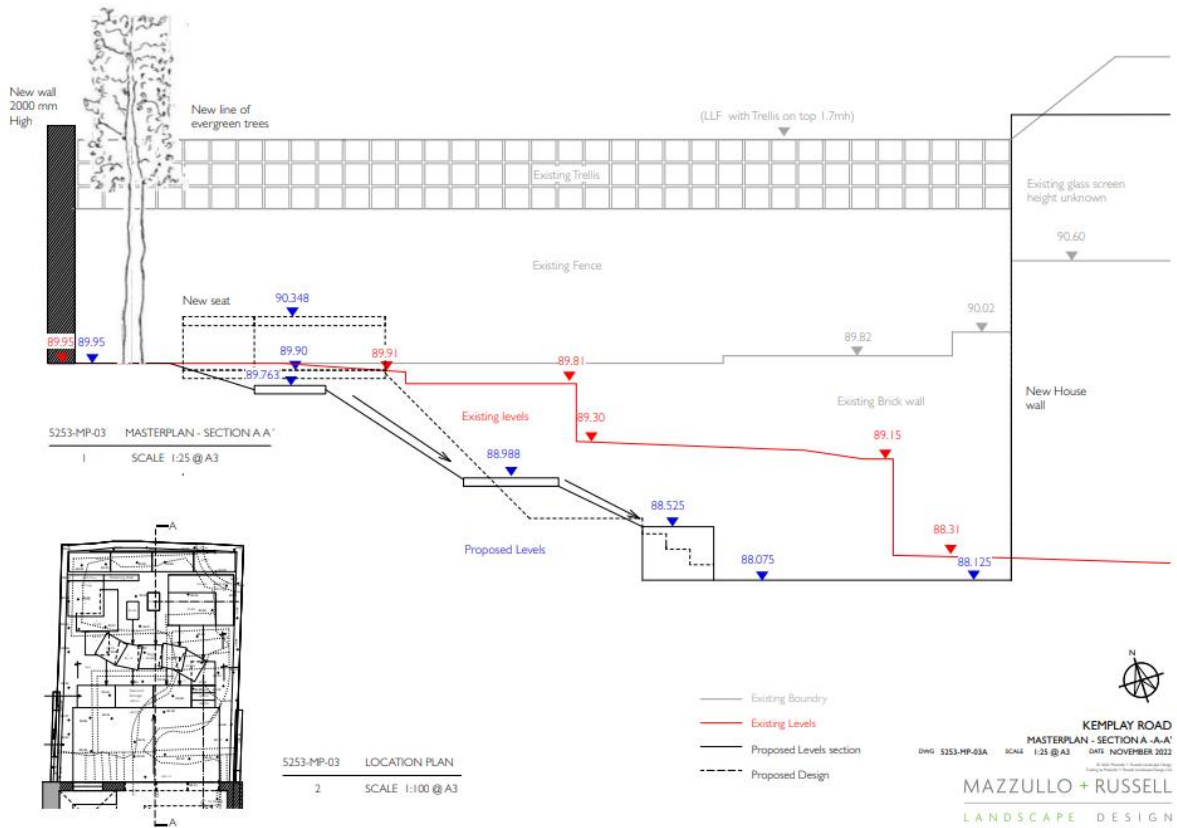 New wall
2000 mm
High
New line of
evergreen trees
(LLF with Trellis on top 1.7mh)
Existing Trellis
Existing glass screen
height unknown
90.60
Existing Fence
New seat
90.348
90.02
89.95
89.95
89.90
89.91
89.82
89.763
89.81
Existing levels
89.30
Existing Brick wall
New House
wall
89.15
5253-MP-03 MASTERPLAN - SECTION A A'
1 SCALE 1:25 @ A3
88.988
88.525
88.31
Proposed Levels
88.075
88.125
A
A
5253-MP-03 LOCATION PLAN
2 SCALE 1:100 @ A3
Existing Boundry
Existing Levels
Proposed Levels section
Proposed Design
N
KEMPLAY ROAD
MASTERPLAN - SECTION A -A-A'
DWG 5253-MP-03A SCALE 1:25 @ A3 DATE NOVEMBER 2022
MAZZULLO + RUSSELL
LANDSCAPE DESIGN